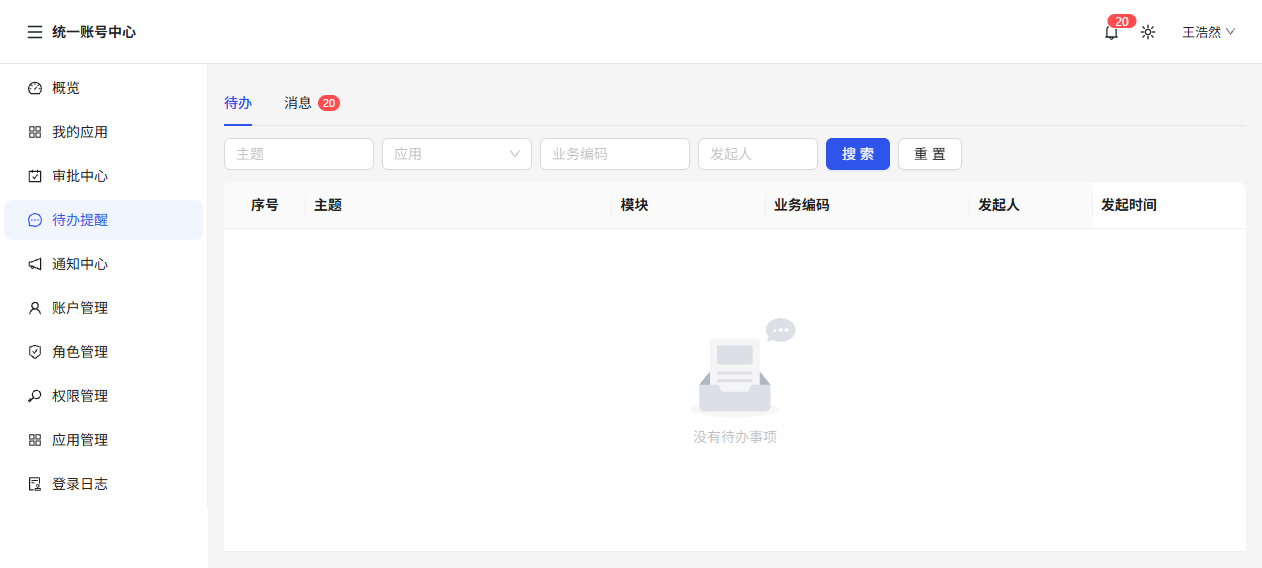 统一账号中心
20
王浩然
概览
我的应用
审批中心
待办提醒
通知中心
账户管理
角色管理
权限管理
应用管理
登录日志
待办 消息 20
主题 应用 业务编码 发起人 搜 索 重 置
序号 主题 模块 业务编码 发起人 发起时间
没有待办事项